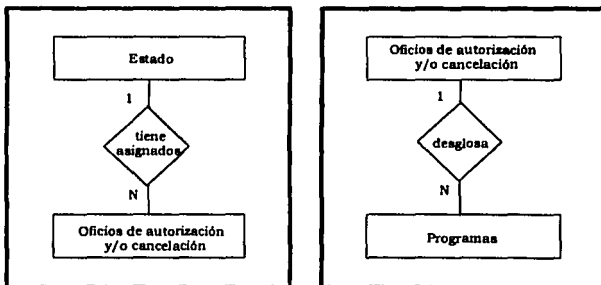 Estado
1
tiene
asignados
N
Oficios de autorización
y/o cancelación
Oficios de autorización
y/o cancelación
1
desglosa
N
Programas